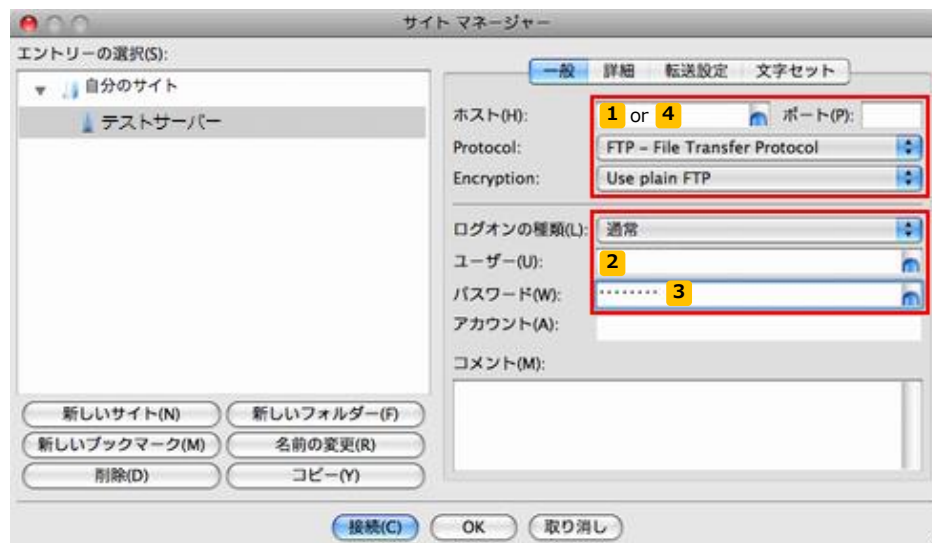 サイト マネージャー
エントリーの選択(S):
自分のサイト
テストサーバー
新しいサイト(N) 新しいフォルダー(F)
新しいブックマーク(M) 名前の変更(R)
削除(D) コピー(Y)
一般 詳細 転送設定 文字セット
ホスト(H): 1 or 4 ポート(P):
Protocol: FTP – File Transfer Protocol
Encryption: Use plain FTP
ログオンの種類(L): 通常
ユーザー(U): 2
パスワード(W): ········ 3
アカウント(A):
コメント(M):
接続(C) OK 取り消し